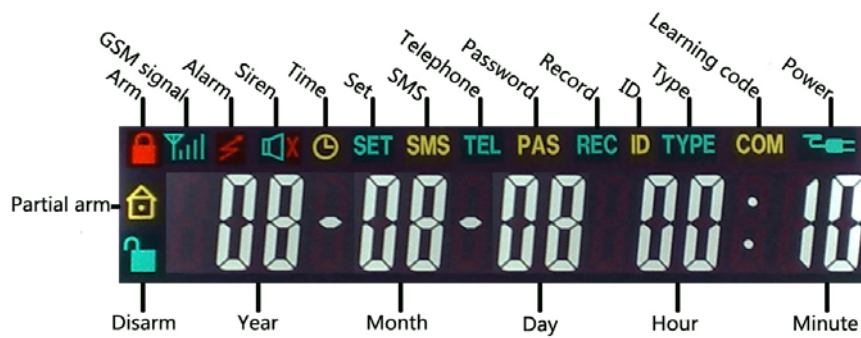 Arm
GSM signal
Alarm
Siren
Time
Set
SMS
Telephone
Password
Record
ID
Type
Learning code
Power
SET SMS TEL PAS REC ID TYPE COM
Partial arm
08-08-08 00:10
Disarm Year Month Day Hour Minute